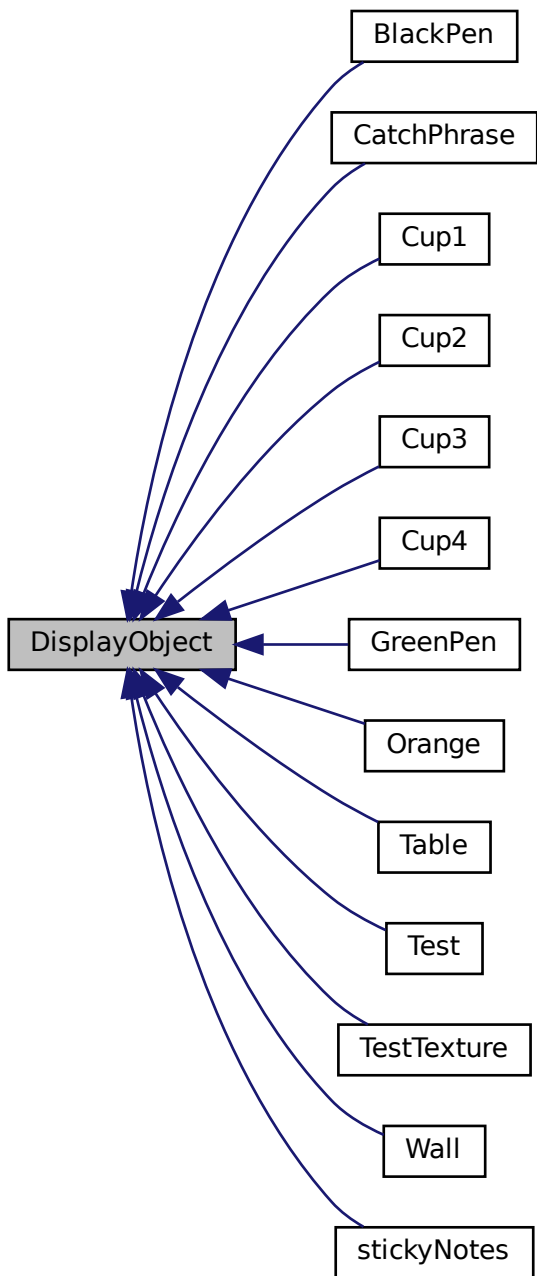 BlackPen
CatchPhrase
Cup1
Cup2
Cup3
Cup4
DisplayObject
GreenPen
Orange
Table
Test
TestTexture
Wall
stickyNotes